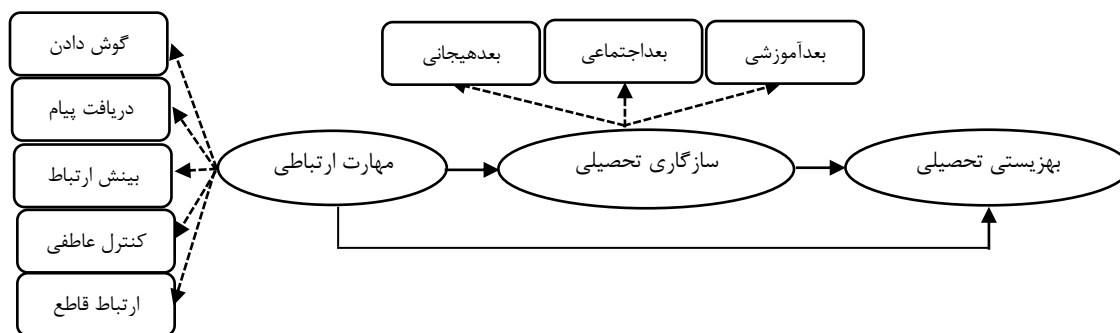 گوش دادن
دریافت پیام
بینش ارتباط
کنترل عاطفی
ارتباط قاطع
بعدهیجانی
بعداجتماعی
بعدآموزشی
مهارت ارتباطی
سازگاری تحصیلی
بهزیستی تحصیلی